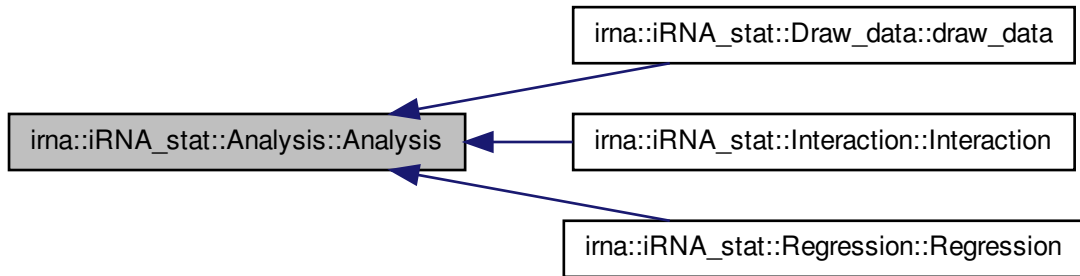 irna::iRNA_stat::Draw_data::draw_data
irna::iRNA_stat::Analysis::Analysis
irna::iRNA_stat::Interaction::Interaction
irna::iRNA_stat::Regression::Regression